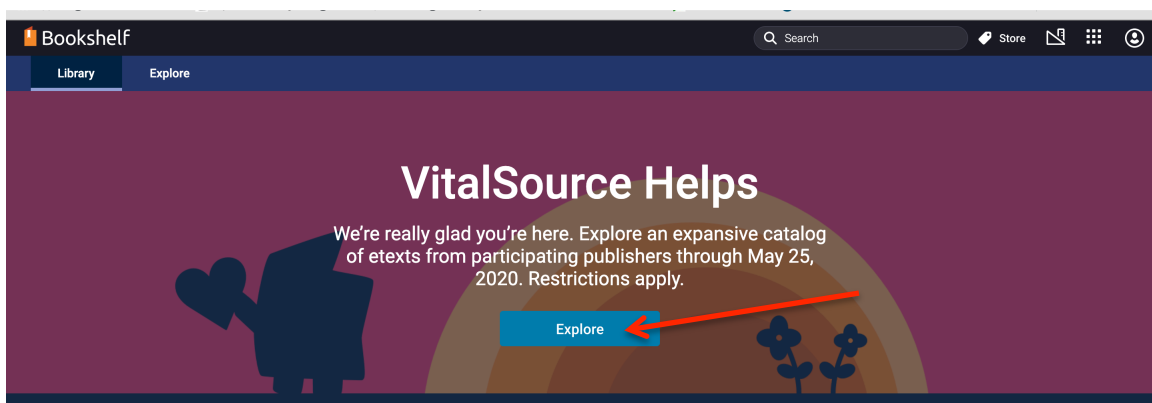 Bookshelf
Search
Store
Library
Explore
VitalSource Helps
We're really glad you're here. Explore an expansive catalog
of etexts from participating publishers through May 25,
2020. Restrictions apply.
Explore